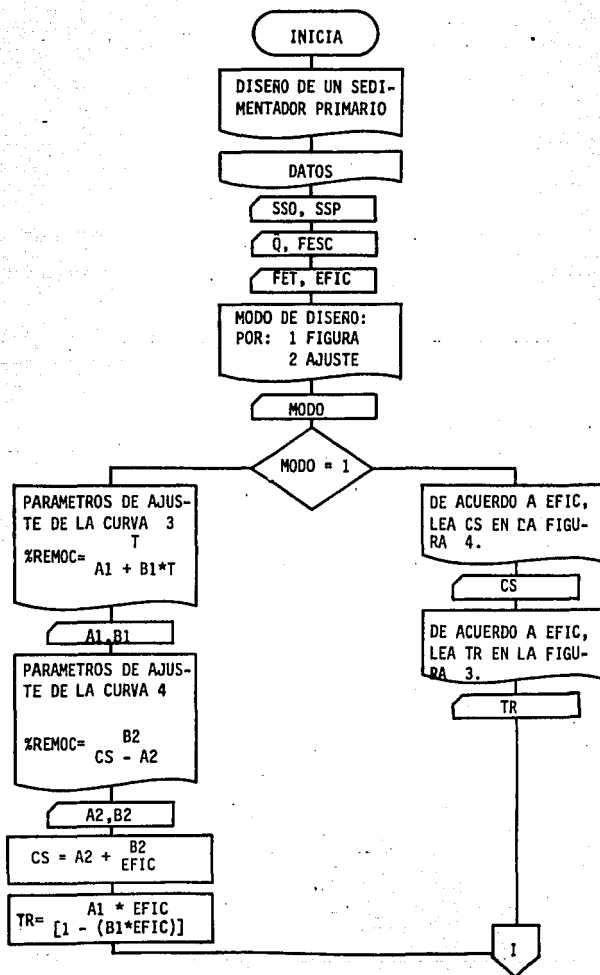 INICIA
DISEÑO DE UN SEDI-
MENTADOR PRIMARIO
DATOS
SSO, SSP
Q, FESC
FET, EFIC
MODO DE DISEÑO:
POR: 1 FIGURA
2 AJUSTE
MODO
MODO = 1
PARAMETROS DE AJUS-
TE DE LA CURVA 3
T
%REMOC=
A1 + B1*T
A1,B1
PARAMETROS DE AJUS-
TE DE LA CURVA 4
B2
%REMOC=
CS - A2
A2,B2
B2
CS = A2 +
EFIC
A1 * EFIC
TR=
[1 - (B1*EFIC)]
DE ACUERDO A EFIC,
LEA CS EN LA FIGU-
RA 4.
CS
DE ACUERDO A EFIC,
LEA TR EN LA FIGU-
RA 3.
TR
I